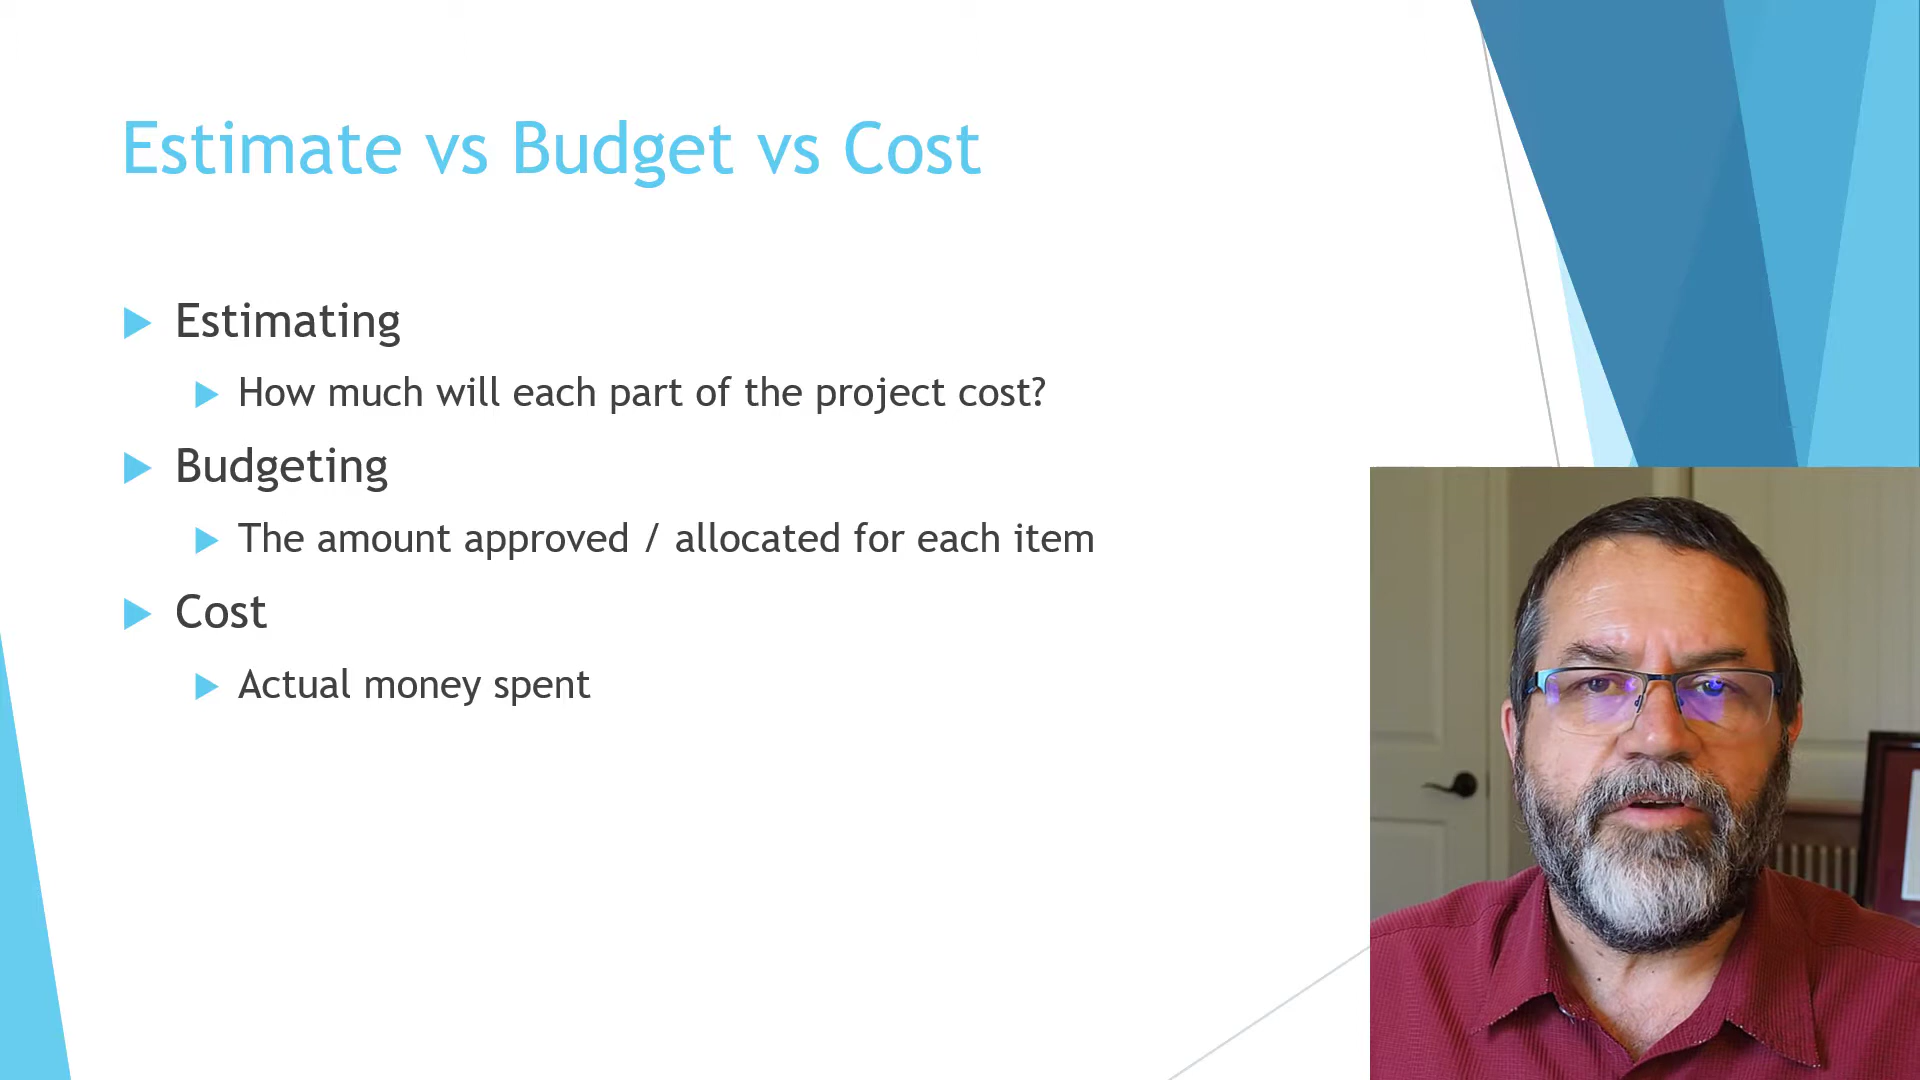 Estimate vs Budget vs Cost
Estimating
How much will each part of the project cost?
Budgeting
The amount approved / allocated for each item
Cost
Actual money spent